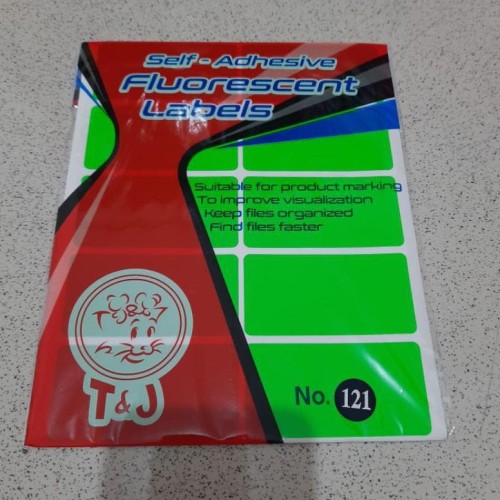 Self - Adhesive
Fluorescent
Labels
Suitable for product marking
To improve visualization
Keep files organized
Find files faster
T&J
No. 121